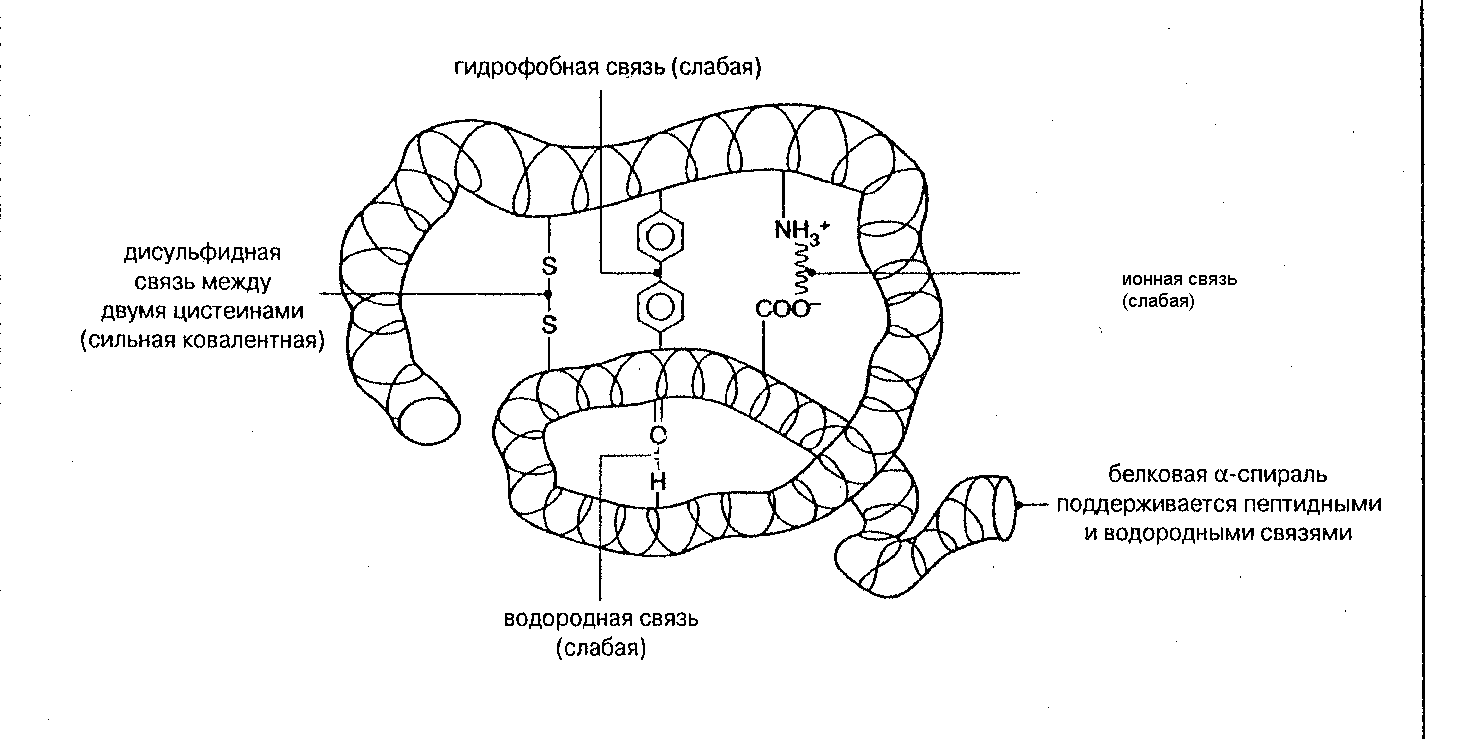 гидрофобная связь (слабая)
дисульфидная
связь между
двумя цистеинами
(сильная ковалентная)
S
S
NH₃⁺
COO⁻
ионная связь
(слабая)
O
H
белковая α-спираль
поддерживается пептидными
и водородными связями
водородная связь
(слабая)